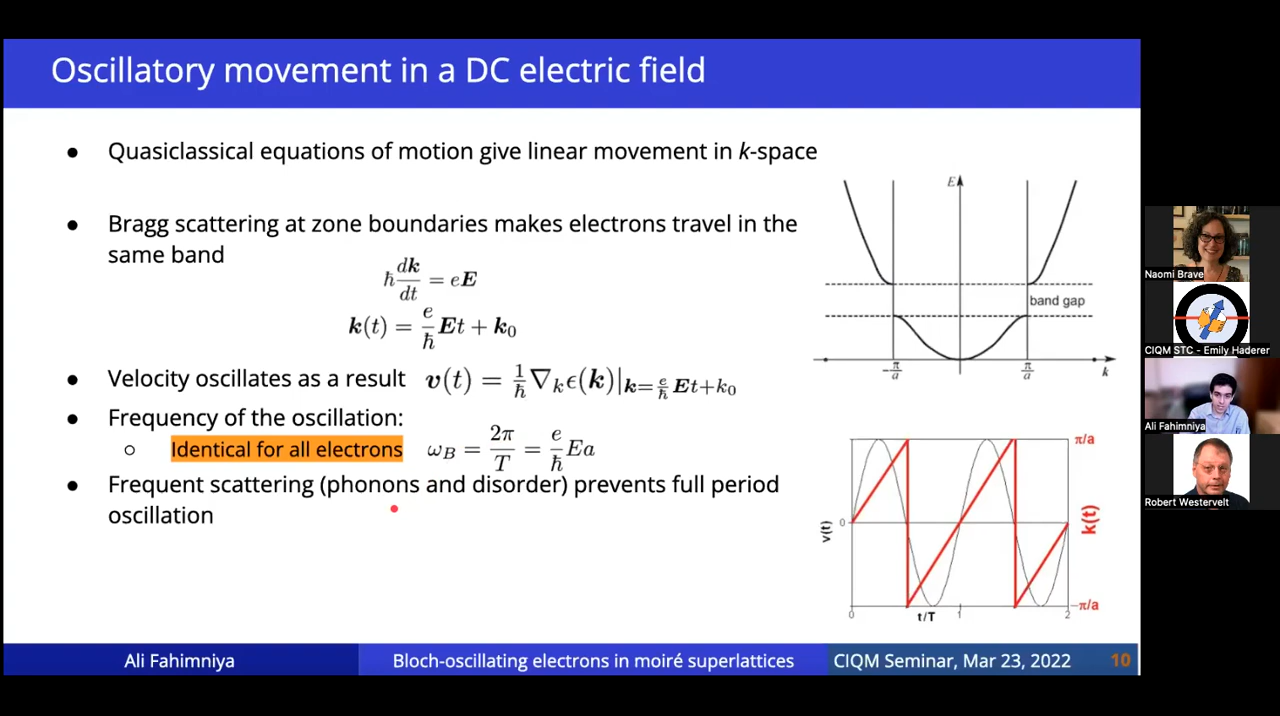 Oscillatory movement in a DC electric field
● Quasiclassical equations of motion give linear movement in k-space
● Bragg scattering at zone boundaries makes electrons travel in the
same band
ℏ dk/dt = eE
k(t) = e/ℏ Et + k₀
● Velocity oscillates as a result v(t) = 1/ℏ ∇ₖϵ(k)|ₖ₌ e/ℏ Et+k₀
● Frequency of the oscillation:
○ Identical for all electrons ω_B = 2π/T = e/ℏ Ea
● Frequent scattering (phonons and disorder) prevents full period
oscillation
E
band gap
-π/a
π/a
k
π/a
v(t)
0
k(t)
-π/a
0
t/T
1
2
Ali Fahimniya
Bloch-oscillating electrons in moiré superlattices
CIQM Seminar, Mar 23, 2022
10
Naomi Brave
CIQM STC - Emily Haderer
Ali Fahimniya
Robert Westervelt